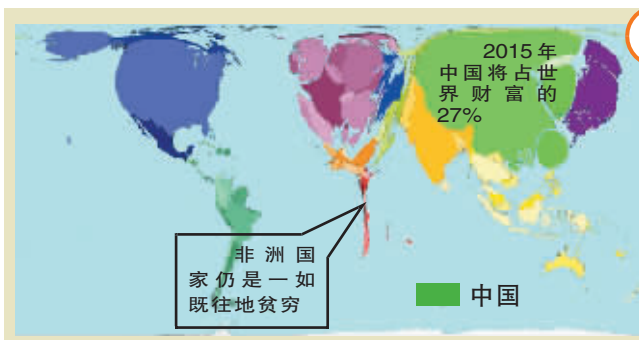 2015 年
中国将占世
界财富的
27%
非洲国
家仍是一如
既往地贫穷
中国